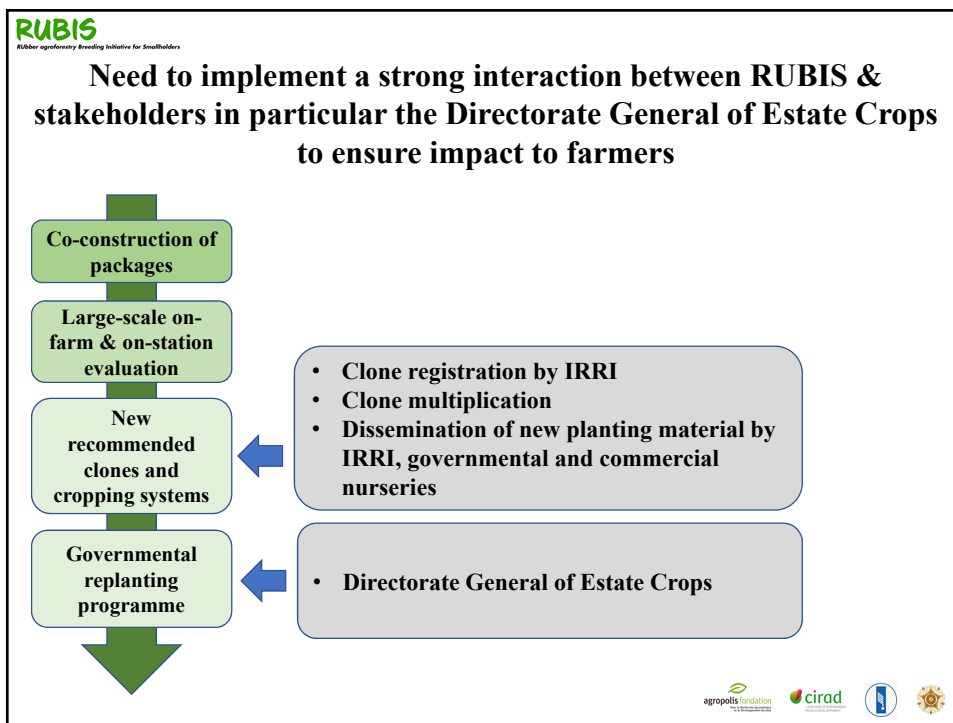 RUBIS
RUbber agroforestry Breeding Initiative for Smallholders
Need to implement a strong interaction between RUBIS &
stakeholders in particular the Directorate General of Estate Crops
to ensure impact to farmers
Co-construction of
packages
Large-scale on-
farm & on-station
evaluation
New
recommended
clones and
cropping systems
• Clone registration by IRRI
• Clone multiplication
• Dissemination of new planting material by
IRRI, governmental and commercial
nurseries
Governmental
replanting
programme
• Directorate General of Estate Crops
agropolis fondation
cirad